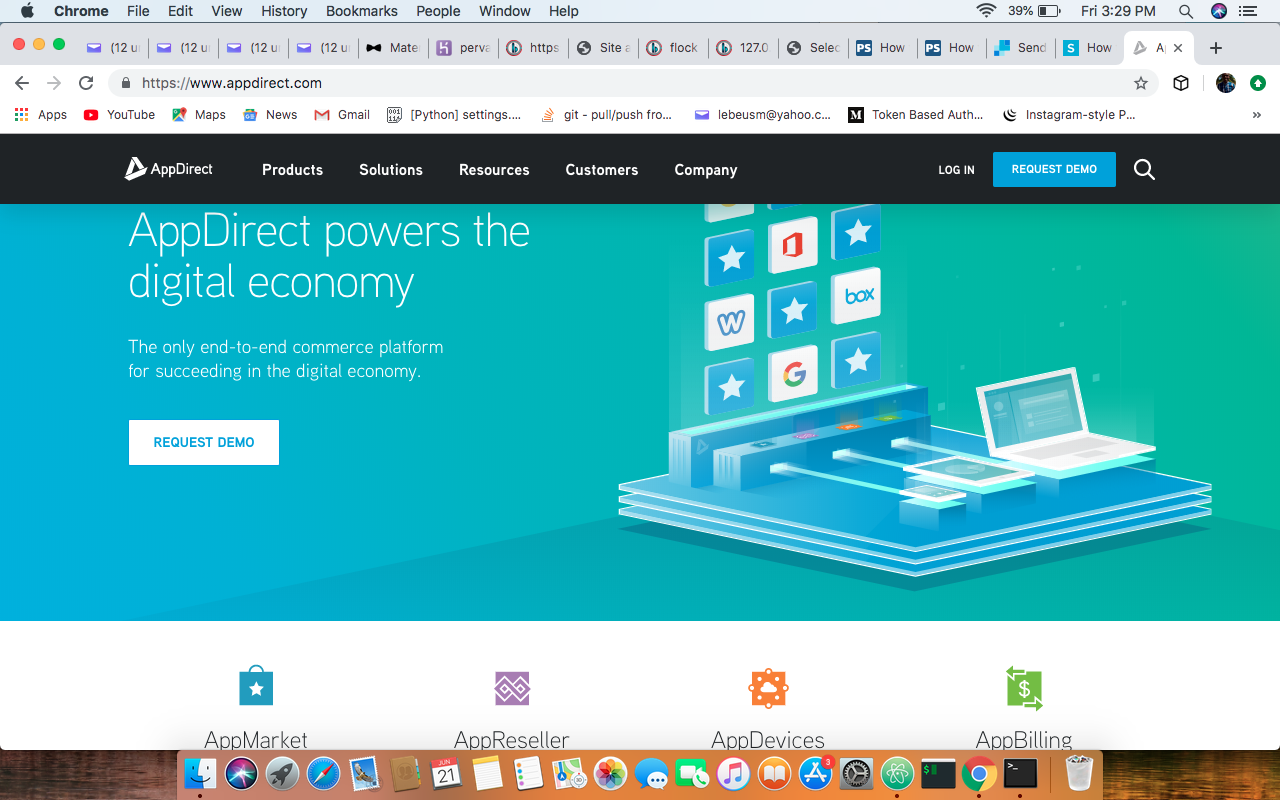 Chrome File Edit View History Bookmarks People Window Help 39% Fri 3:29 PM
(12 u (12 u (12 u (12 u Mate perva https Site a flock 127.0 Selec PS How PS How Send S How A
https://www.appdirect.com
Apps YouTube Maps News Gmail [Python] settings.... git - pull/push fro... lebeusm@yahoo.c... Token Based Auth... Instagram-style P... »
AppDirect Products Solutions Resources Customers Company LOG IN REQUEST DEMO
AppDirect powers the
digital economy
box
W
G
The only end-to-end commerce platform
for succeeding in the digital economy.
REQUEST DEMO
$
AppMarket AppReseller AppDevices AppBilling
JUN
21
3